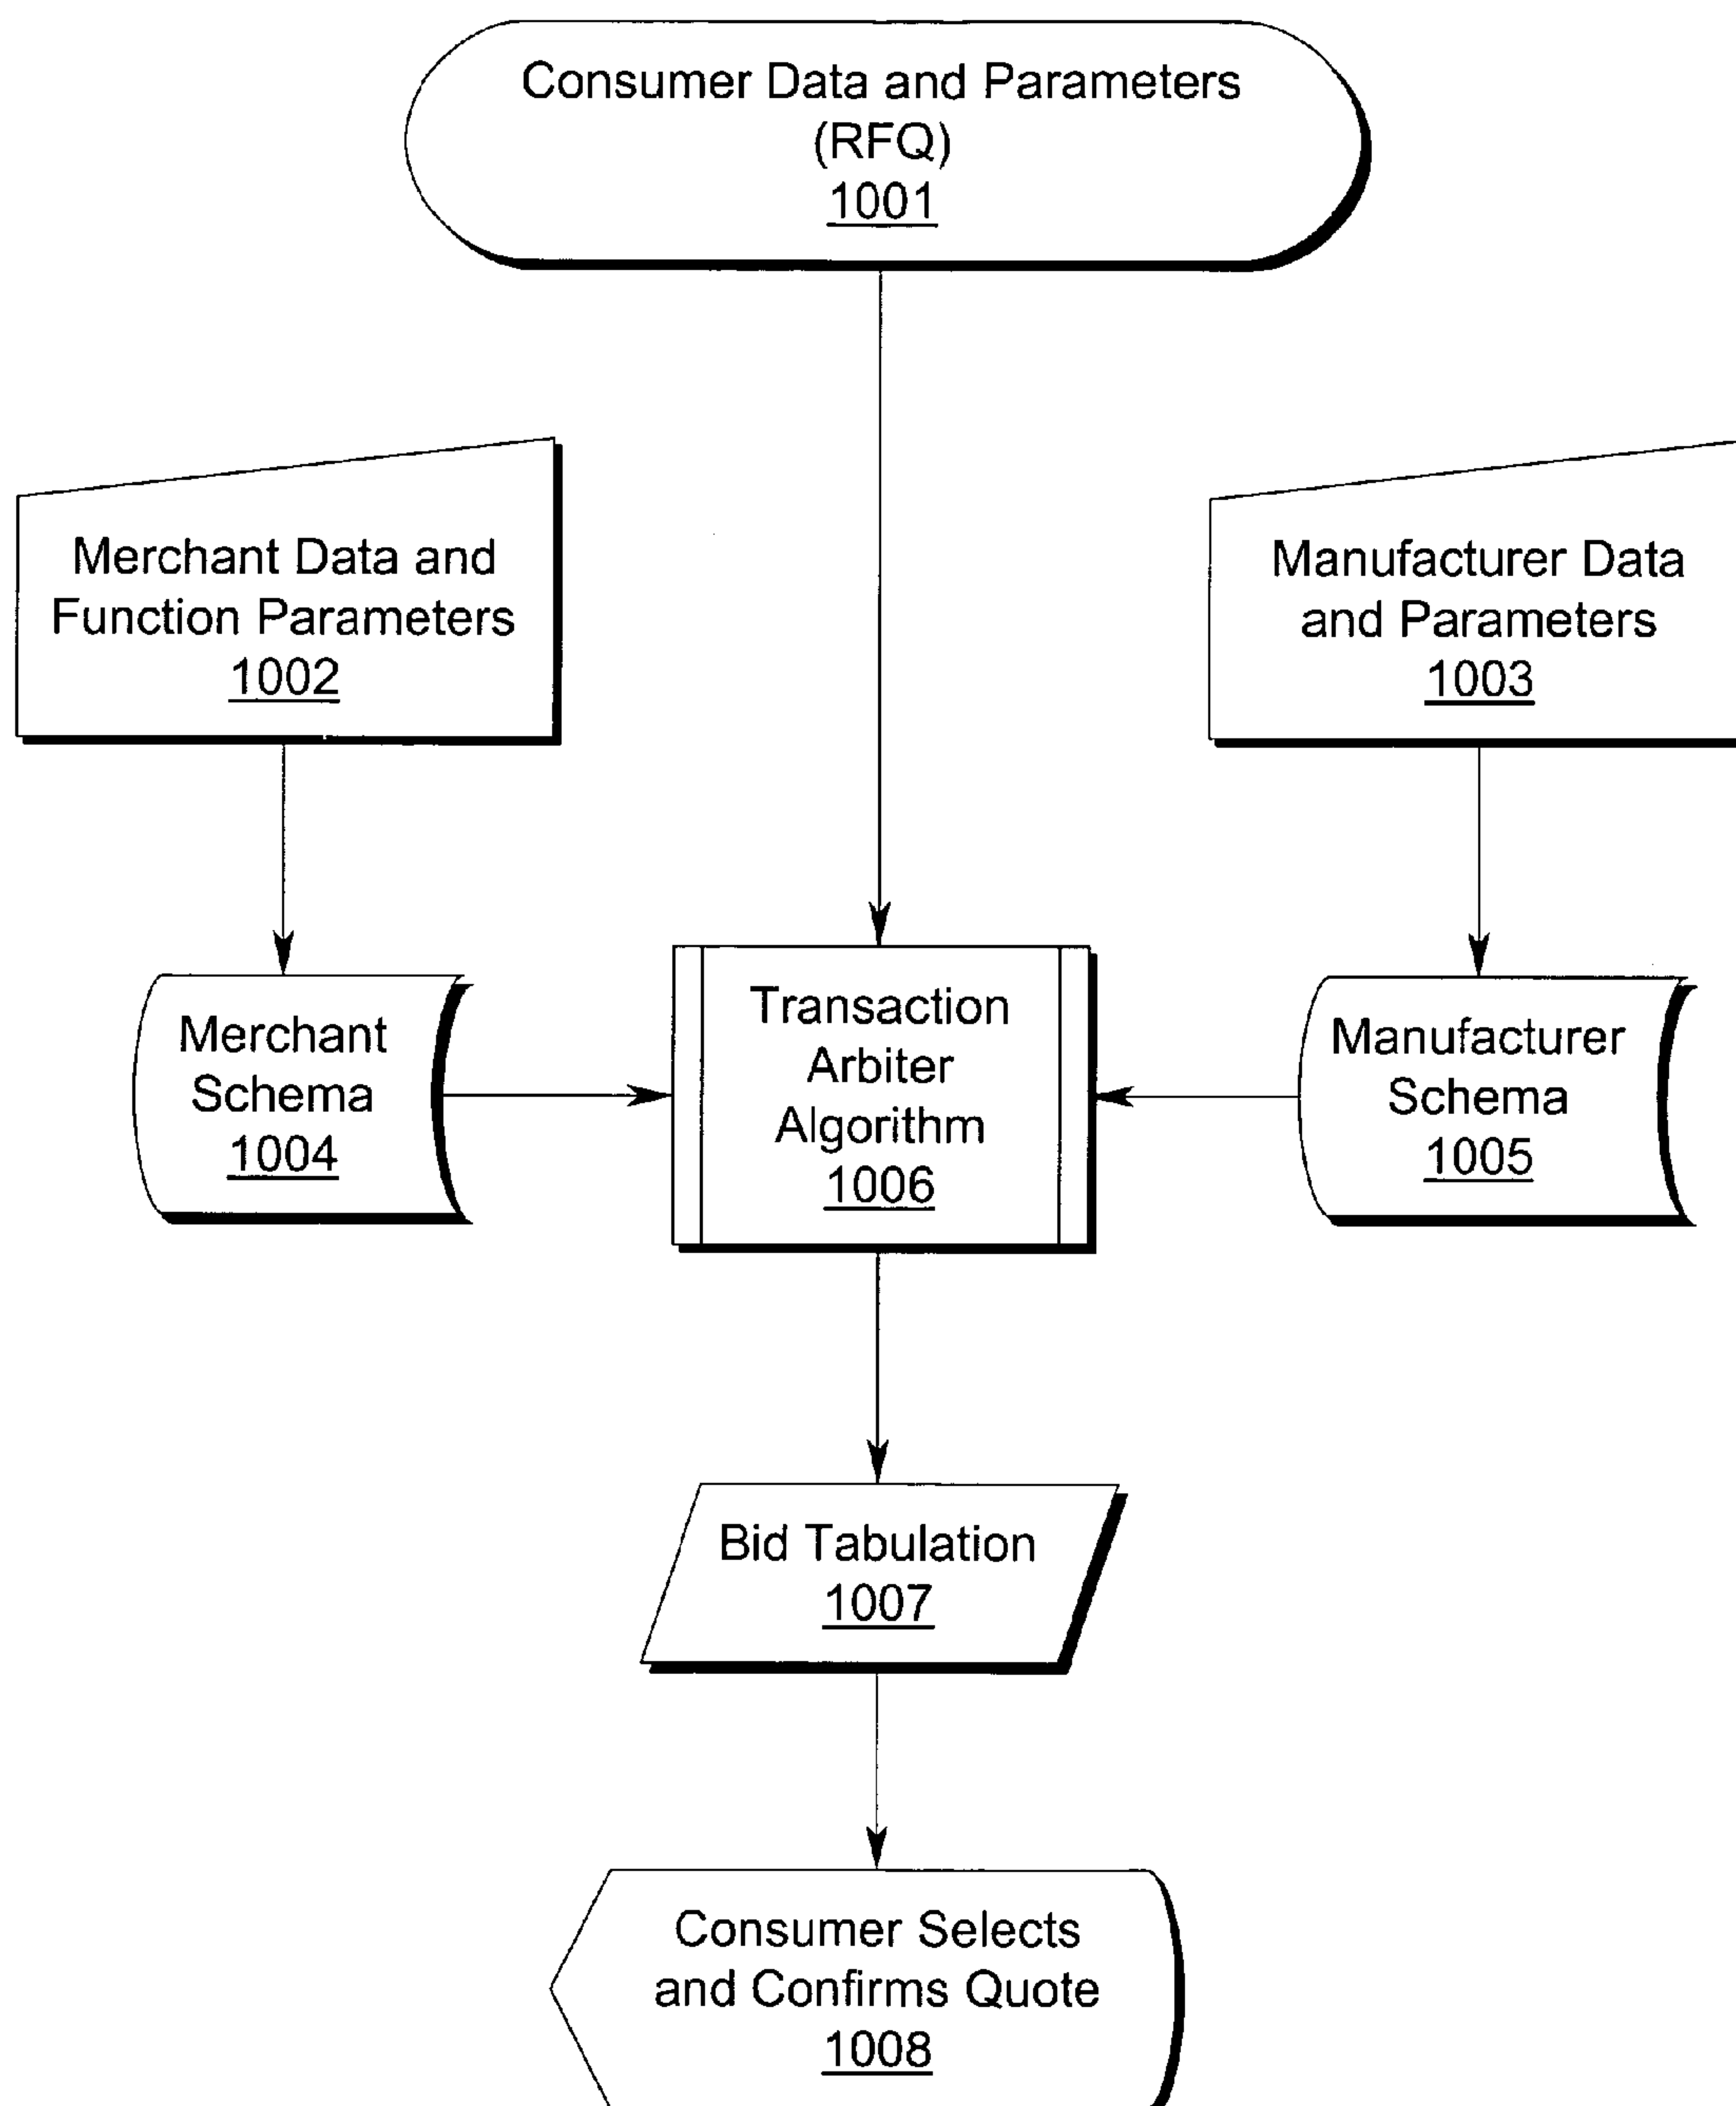 Consumer Data and Parameters
(RFQ)
1001
Merchant Data and
Function Parameters
1002
Manufacturer Data
and Parameters
1003
Merchant
Schema
1004
Transaction
Arbiter
Algorithm
1006
Manufacturer
Schema
1005
Bid Tabulation
1007
Consumer Selects
and Confirms Quote
1008